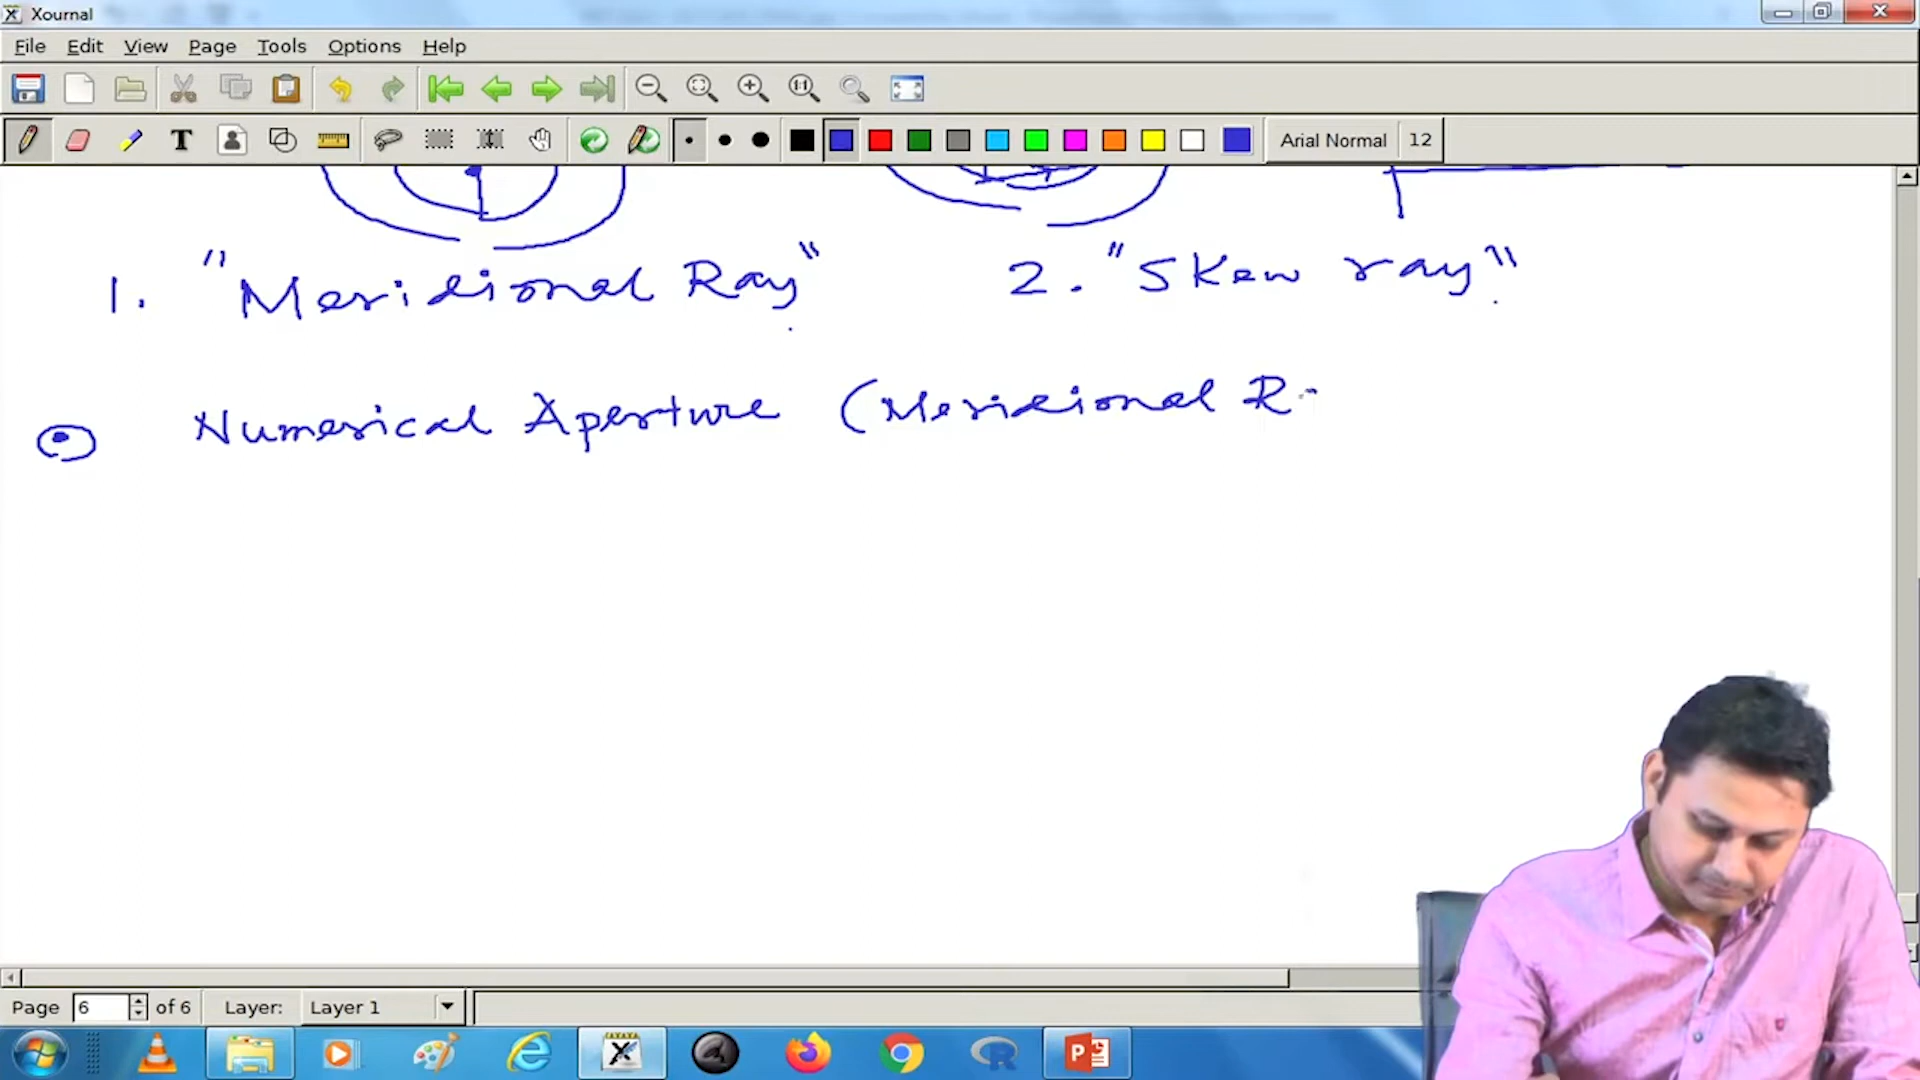 Xournal
File Edit View Page Tools Options Help
T Arial Normal 12
1. "Meridional Ray" 2. "Skew ray"
Numerical Aperture (Meridional R
Page 6 of 6 Layer: Layer 1